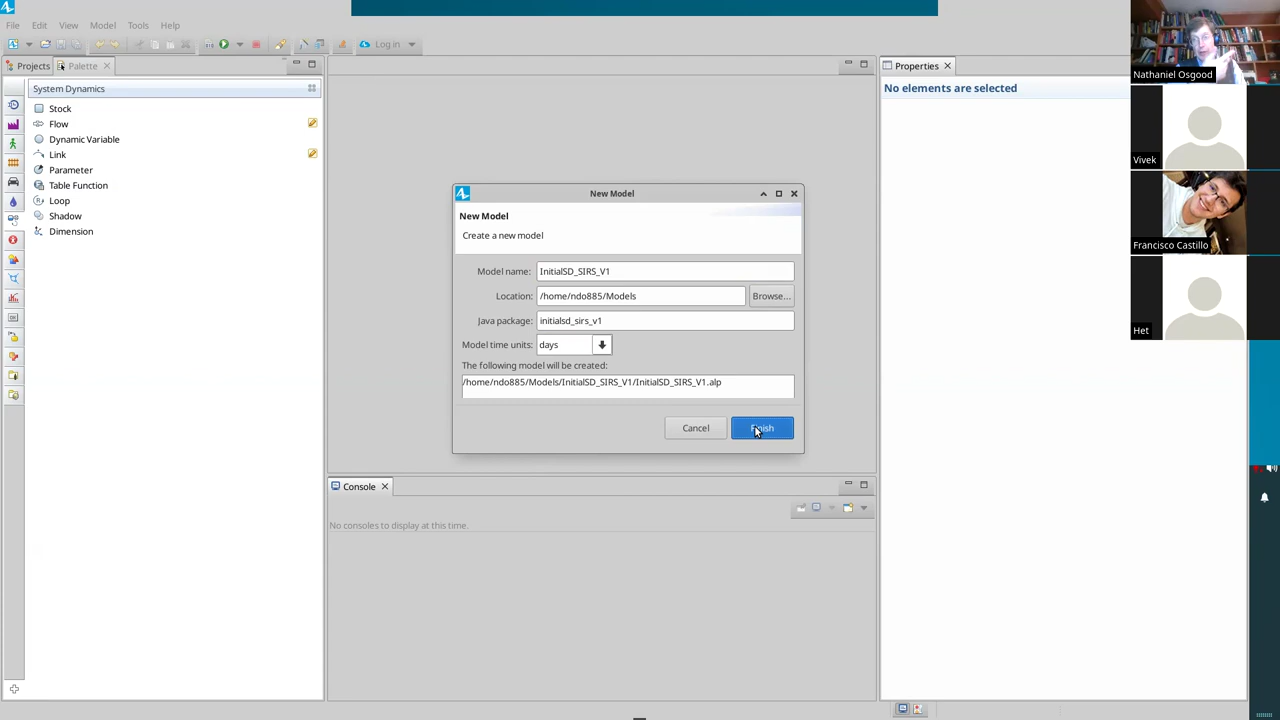 File Edit View Model Tools Help
Log in
Projects Palette
System Dynamics
Stock
Flow
Dynamic Variable
Link
Parameter
Table Function
Loop
Shadow
Dimension
New Model
New Model
Create a new model
Model name: InitialSD_SIRS_V1
Location: /home/ndo885/Models Browse...
Java package: initialsd_sirs_v1
Model time units: days
The following model will be created:
/home/ndo885/Models/InitialSD_SIRS_V1/InitialSD_SIRS_V1.alp
Cancel Finish
Console
No consoles to display at this time.
Properties
No elements are selected
Nathaniel Osgood
Vivek
Francisco Castillo
Het